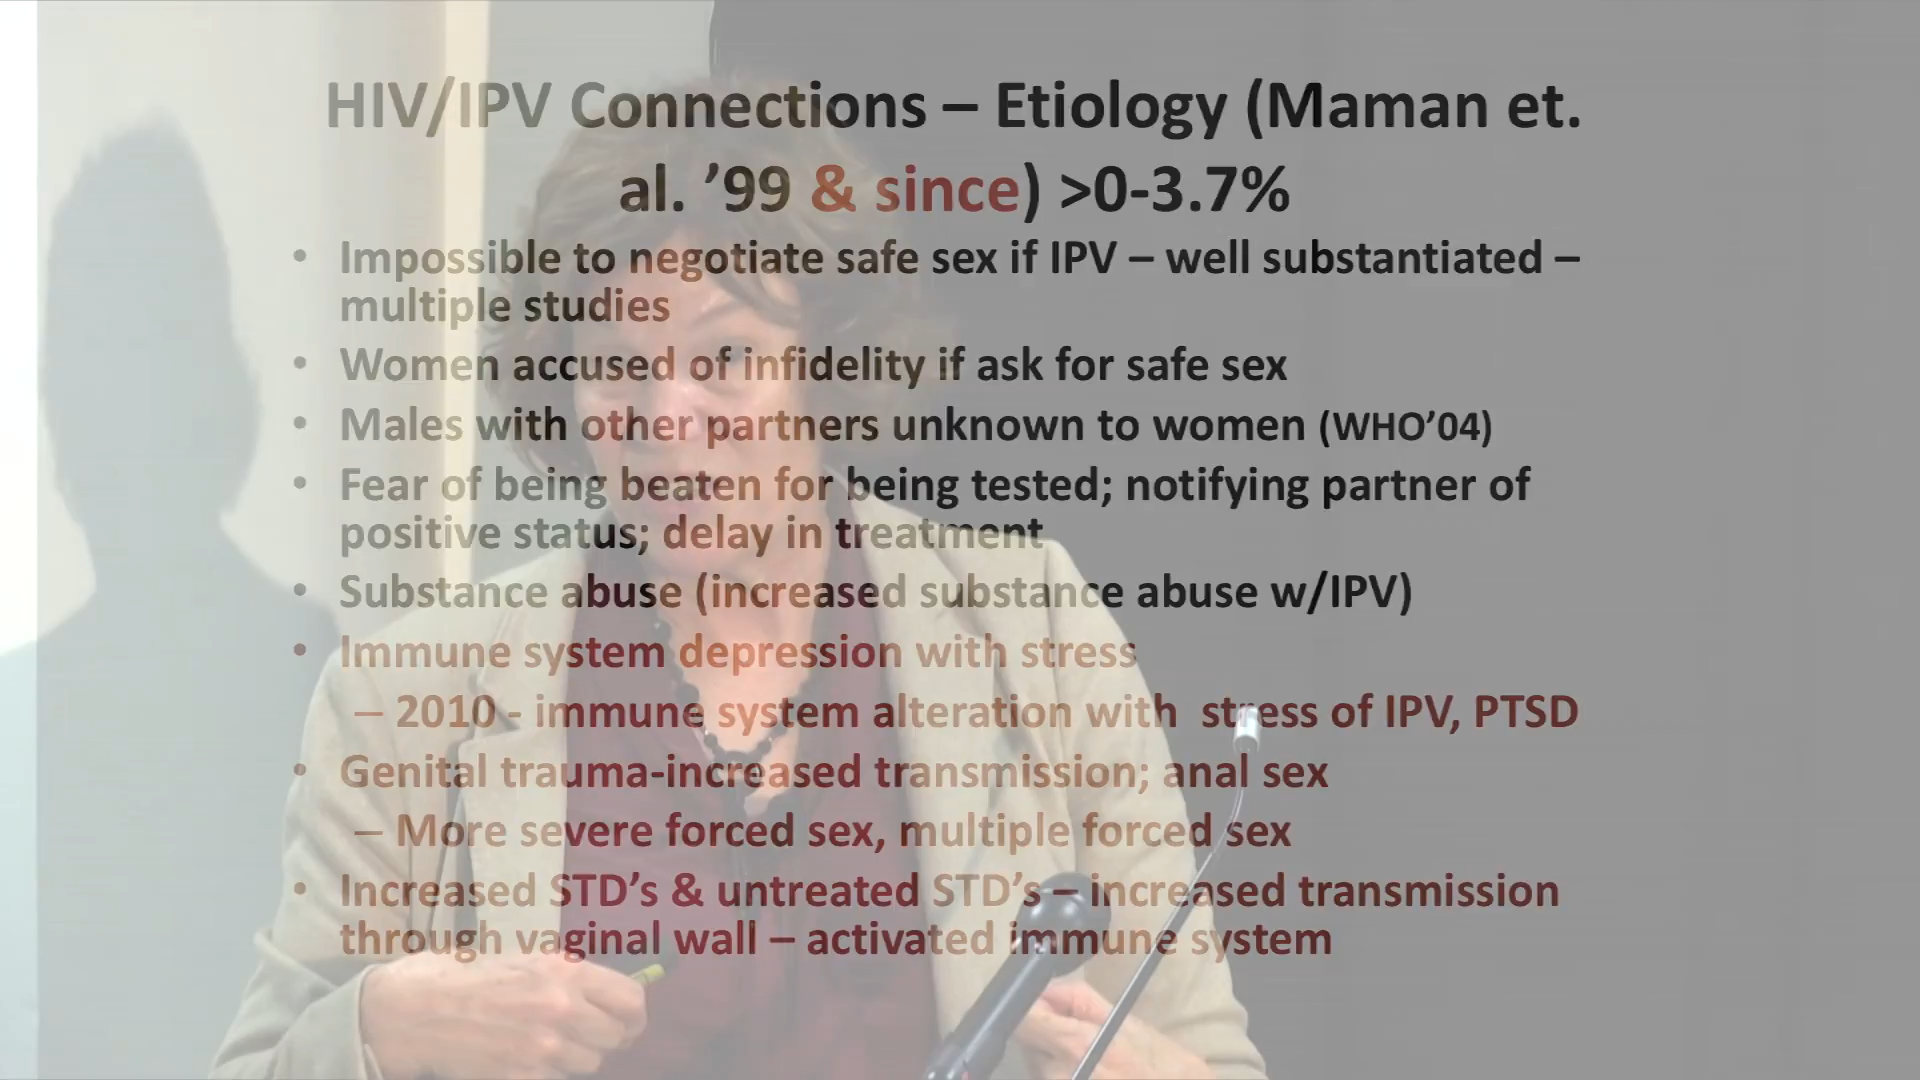 HIV/IPV Connections – Etiology (Maman et.
al. ’99 & since) >0-3.7%
• Impossible to negotiate safe sex if IPV – well substantiated –
multiple studies
• Women accused of infidelity if ask for safe sex
• Males with other partners unknown to women (WHO’04)
• Fear of being beaten for being tested; notifying partner of
positive status; delay in treatment
• Substance abuse (increased substance abuse w/IPV)
• Immune system depression with stress
– 2010 - immune system alteration with stress of IPV, PTSD
• Genital trauma-increased transmission; anal sex
– More severe forced sex, multiple forced sex
• Increased STD’s & untreated STD’s – increased transmission
through vaginal wall – activated immune system